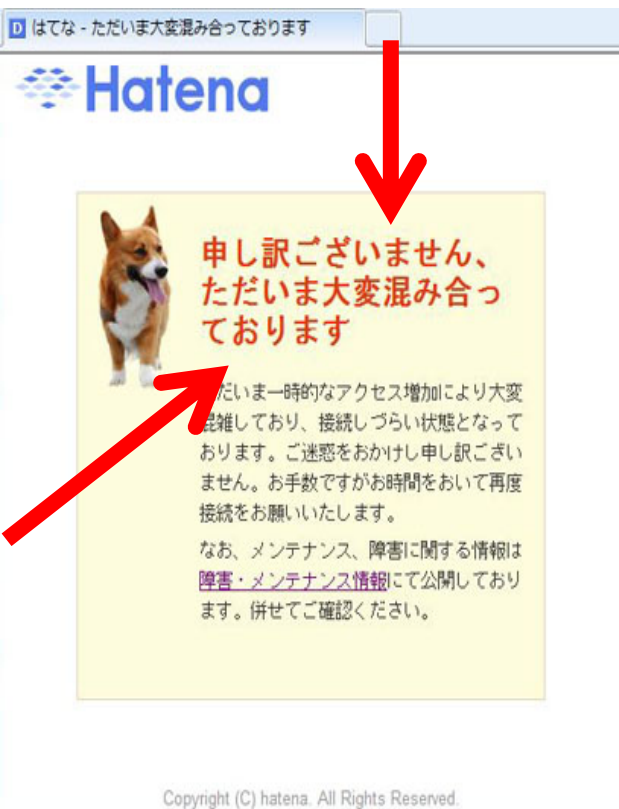 はてな - ただいま大変混み合っております
Hatena
申し訳ございません、
ただいま大変混み合っ
ております
だいま一時的なアクセス増加により大変
混雑しており、接続しづらい状態となって
おります。ご迷惑をおかけし申し訳ござい
ません。お手数ですがお時間をおいて再度
接続をお願いいたします。
なお、メンテナンス、障害に関する情報は
障害・メンテナンス情報にて公開しており
ます。併せてご確認ください。
Copyright (C) hatena. All Rights Reserved.